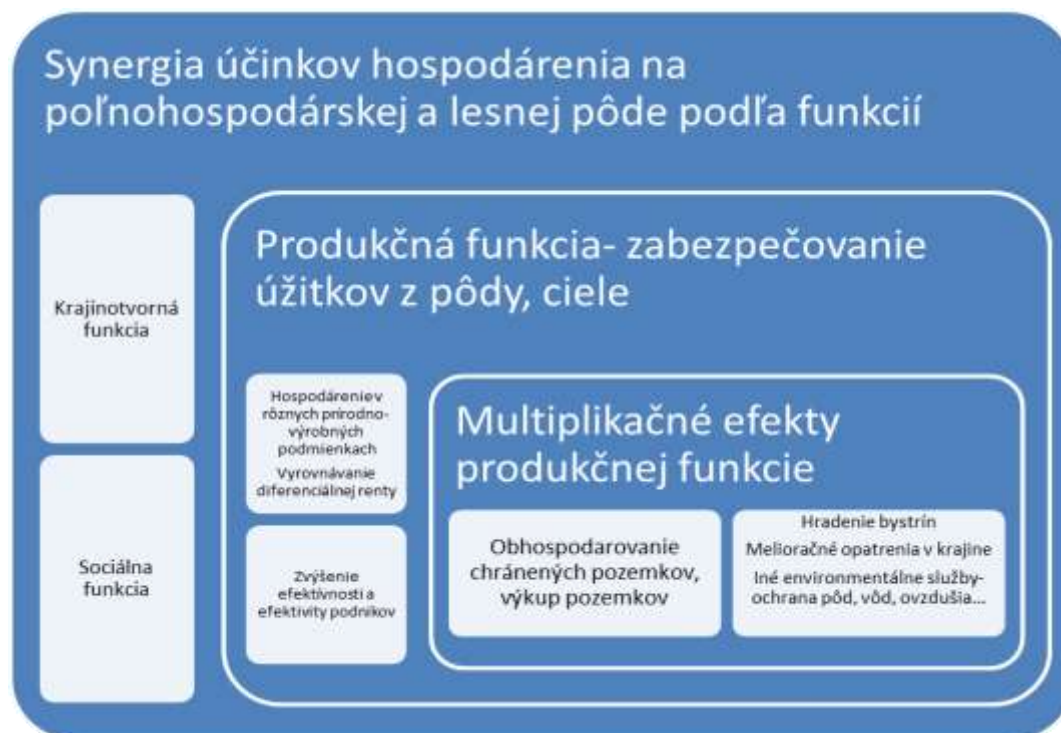 Synergia účinkov hospodárenia na
poľnohospodárskej a lesnej pôde podľa funkcií
Krajinotvorná
funkcia
Sociálna
funkcia
Produkčná funkcia- zabezpečovanie
úžitkov z pôdy, ciele
Hospodáreniev
rôznych prírodno-
výrobných
podmienkach
Vyrovnávanie
diferenciálnej renty
Zvýšenie
efektívnosti a
efektivity podnikov
Multiplikačné efekty
produkčnej funkcie
Obhospodarovanie
chránených pozemkov,
výkup pozemkov
Hradenie bystrín
Melioračné opatrenia v krajine
Iné environmentálne služby-
ochrana pôd, vôd, ovzdušia...